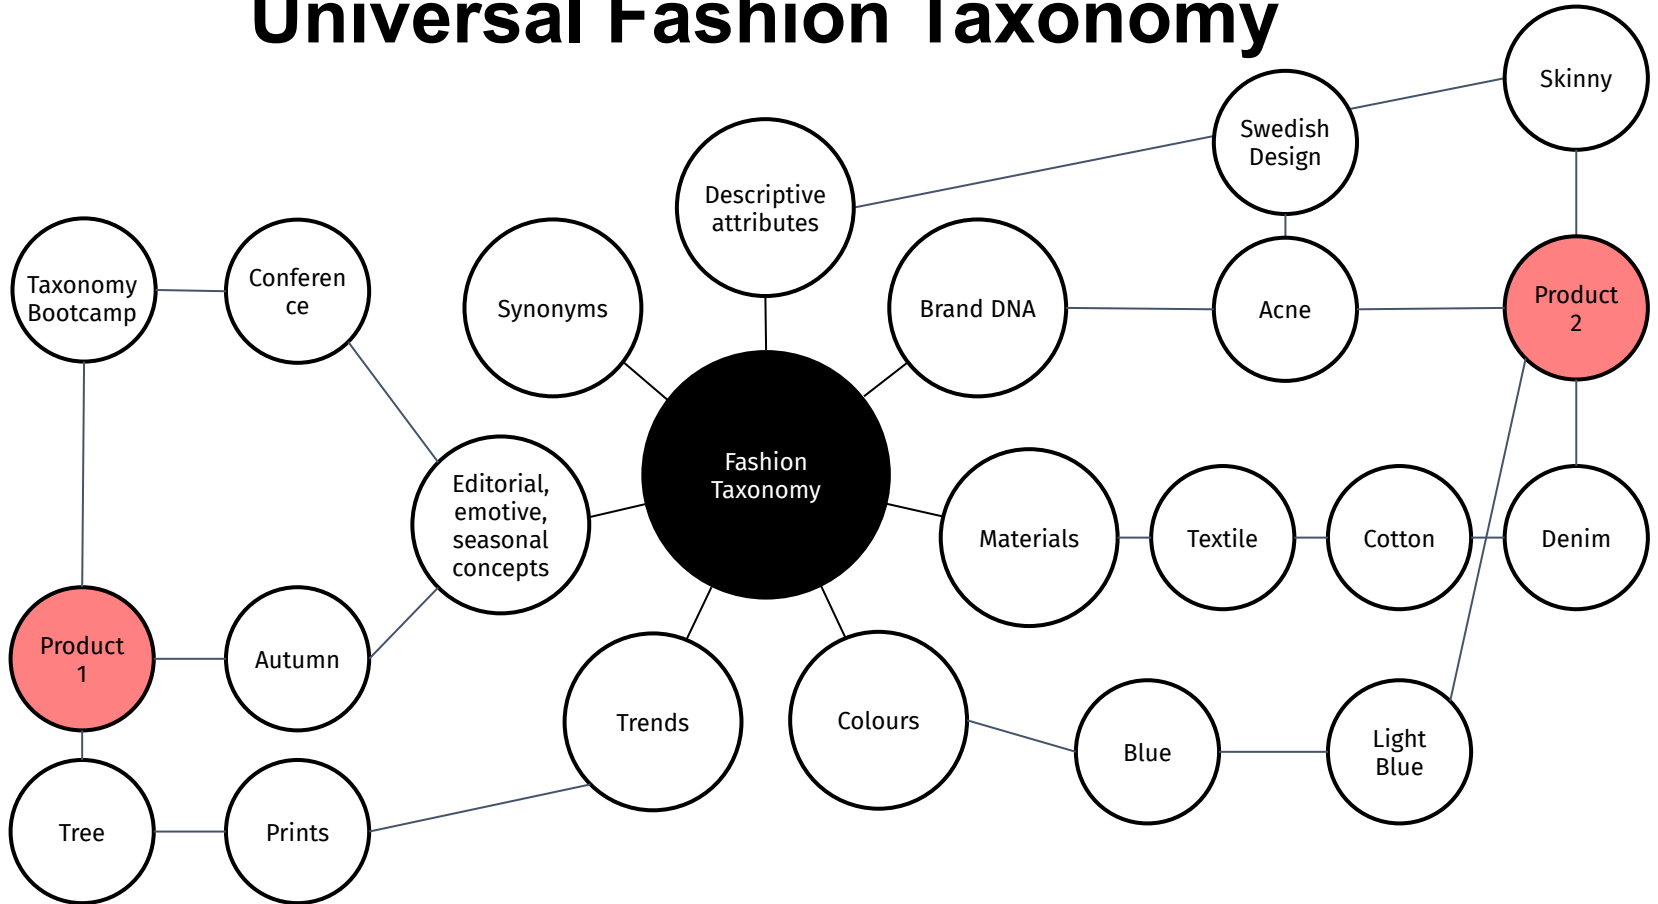 Universal Fashion Taxonomy
Skinny
Swedish
Design
Descriptive
attributes
Taxonomy
Bootcamp
Conferen
ce
Synonyms
Brand DNA
Acne
Product
2
Fashion
Taxonomy
Editorial,
emotive,
seasonal
concepts
Materials
Textile
Cotton
Denim
Product
1
Autumn
Trends
Colours
Blue
Light
Blue
Tree
Prints